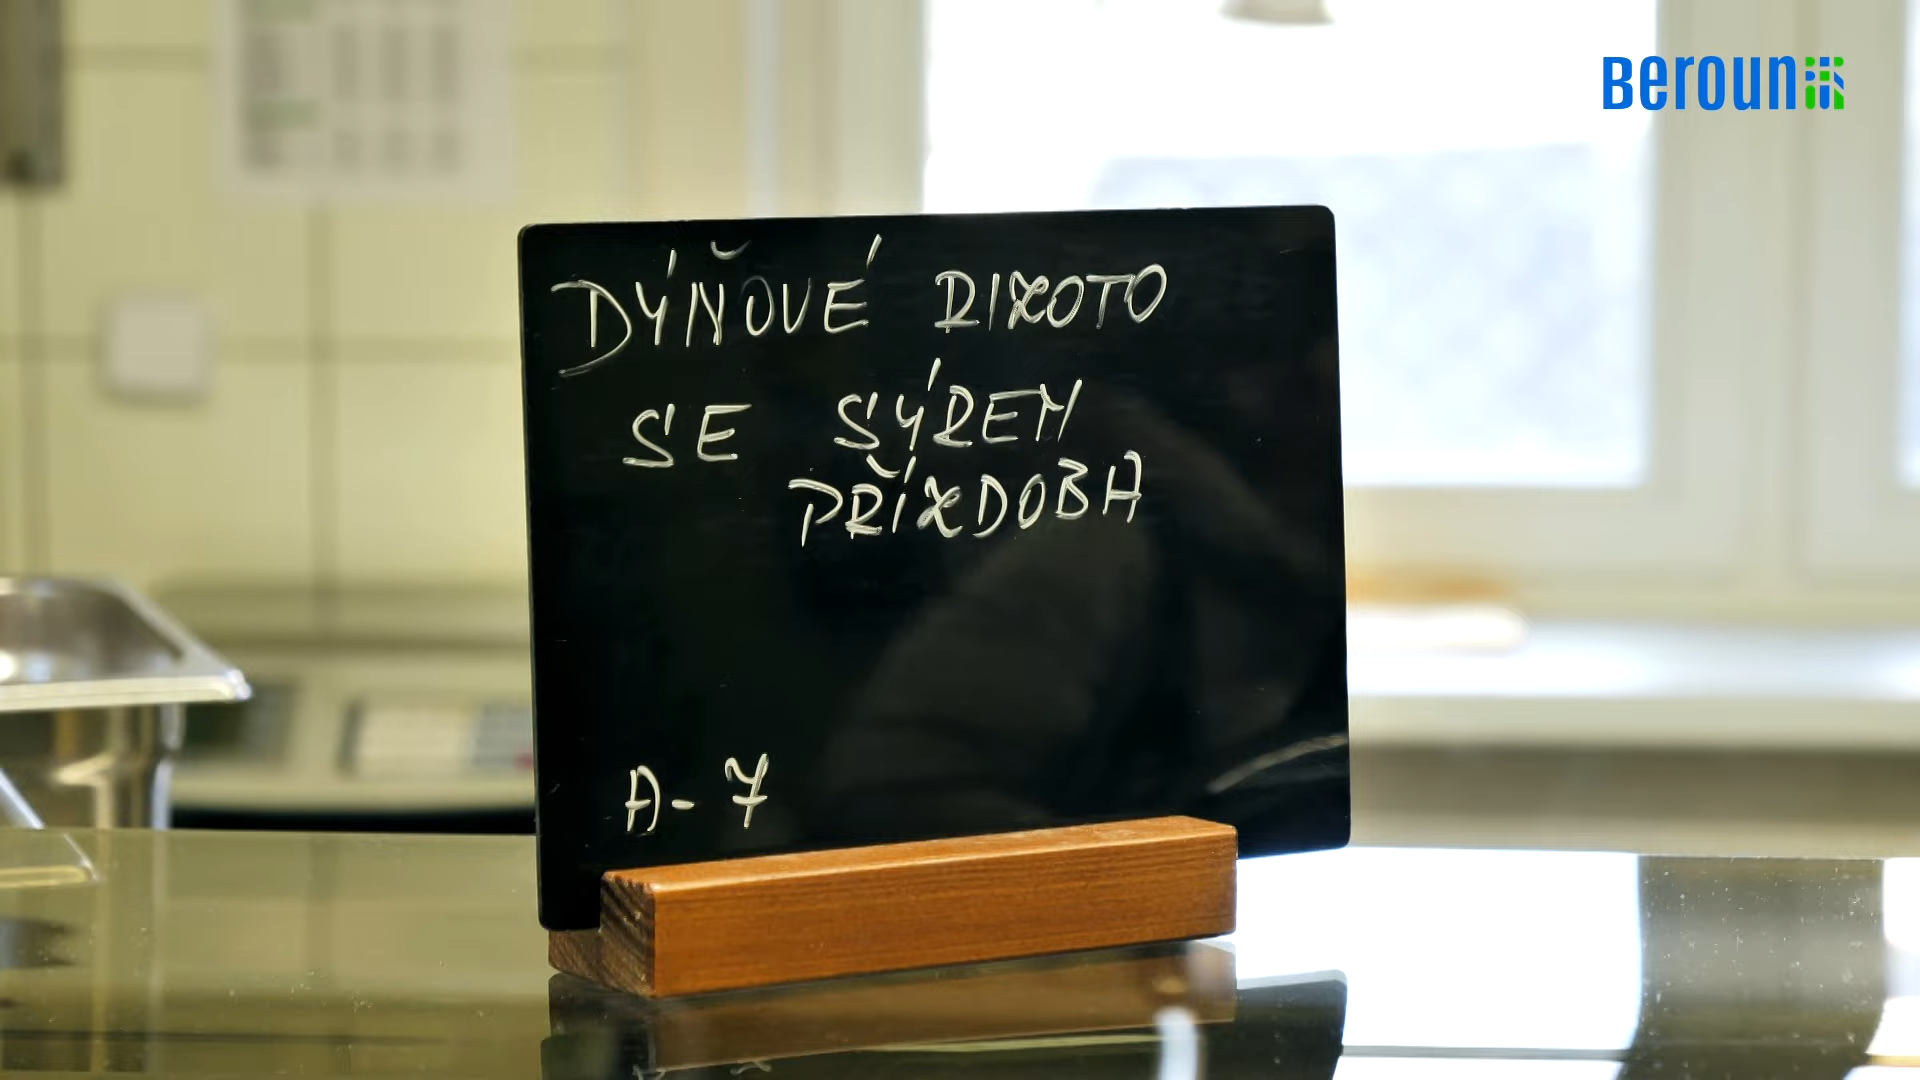 Beroun
DÝŇOVÉ RIZOTO
SE SÝREM
PŘÍZDOBA
A- 7